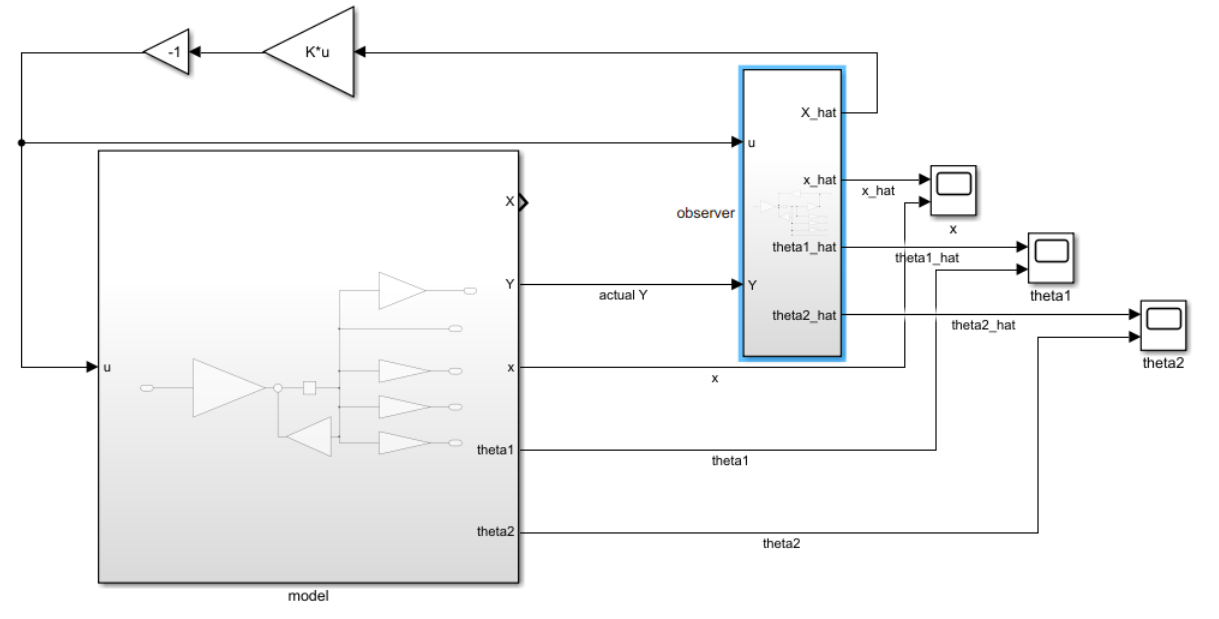 -1
K*u
X_hat
u
x_hat
x_hat
observer
x
theta1_hat
theta1_hat
theta1
Y
theta2_hat
theta2_hat
theta2
X
Y
actual Y
u
x
x
theta1
theta1
theta2
theta2
model